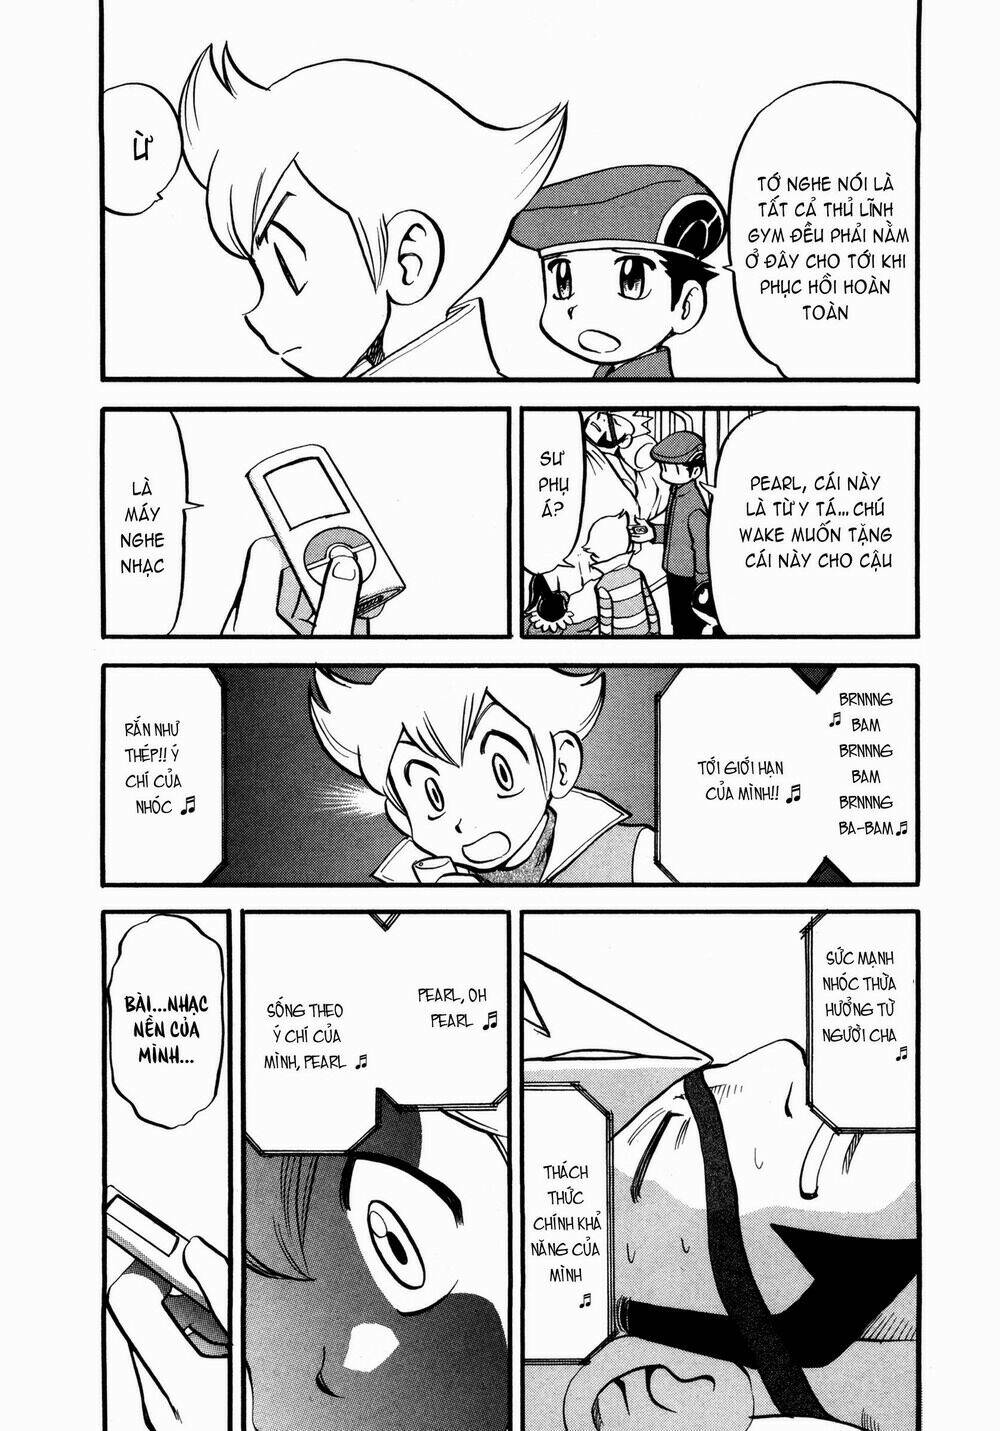 TỚ NGHE NÓI LÀ
TẤT CẢ THỦ LĨNH
GYM ĐỀU PHẢI NẰM
Ở ĐÂY CHO TỚI KHI
PHỤC HỒI HOÀN
TOÀN
Ừ
PEARL, CÁI NÀY
LÀ TỪ Y TÁ... CHÚ
WAKE MUỐN TẶNG
CÁI NÀY CHO CẬU
SƯ
PHỤ
Á?
LÀ
MÁY
NGHE
NHẠC
BRNNNG
♫ BAM
BRNNNG
BAM
BRNNNG
BA-BAM ♫
TỚI GIỚI HẠN
CỦA MÌNH!! ♫
RẮN NHƯ
THÉP!! Ý
CHÍ CỦA
NHÓC ♫
SỨC MẠNH
NHÓC THỪA
HƯỞNG TỪ
NGƯỜI CHA ♫
THÁCH
THỨC
CHÍNH KHẢ
NĂNG CỦA
MÌNH
♫
PEARL, OH
PEARL ♫
SỐNG THEO
Ý CHÍ CỦA
MÌNH, PEARL ♫
BÀI...NHẠC
NỀN CỦA
MÌNH...